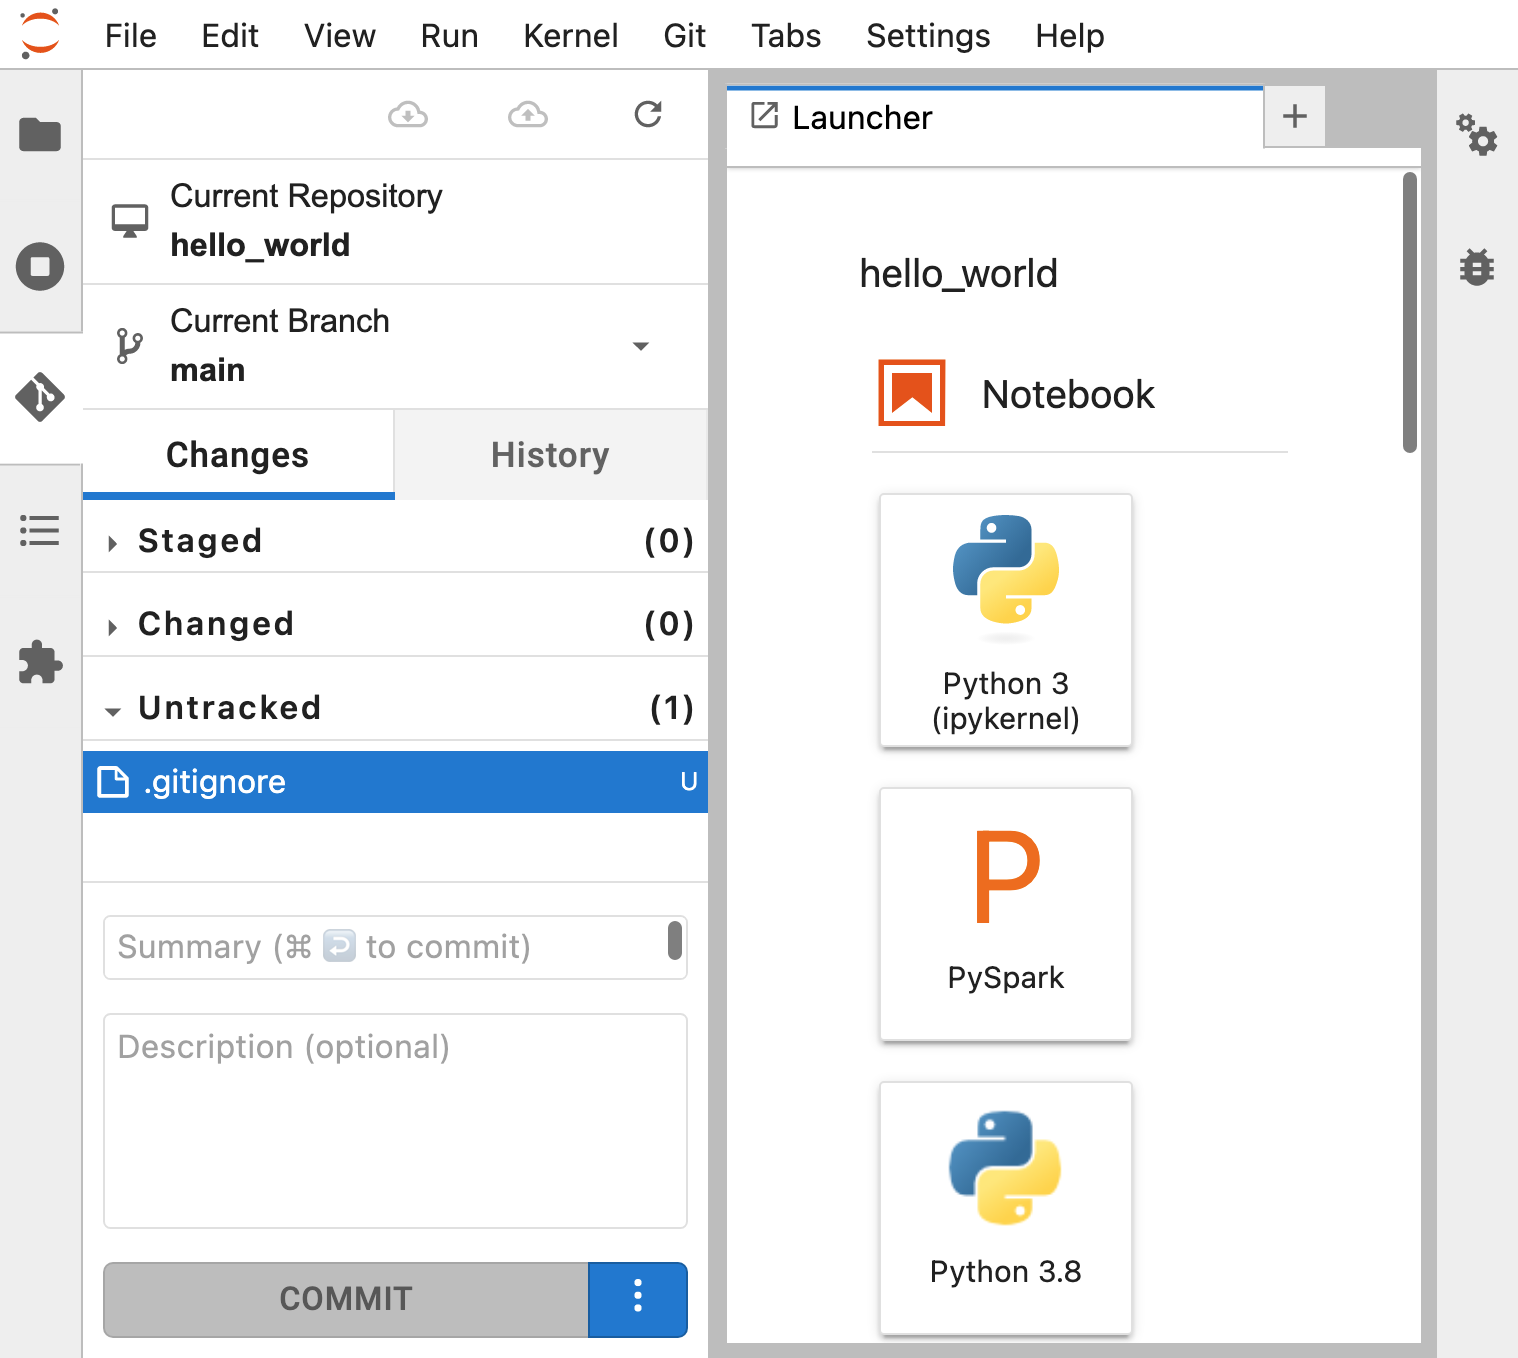 File Edit View Run Kernel Git Tabs Settings Help
Current Repository
hello_world
Current Branch
main
Changes History
Staged (0)
Changed (0)
Untracked (1)
.gitignore U
Summary (⌘ ↩ to commit)
Description (optional)
COMMIT
Launcher +
hello_world
Notebook
Python 3
(ipykernel)
P
PySpark
Python 3.8